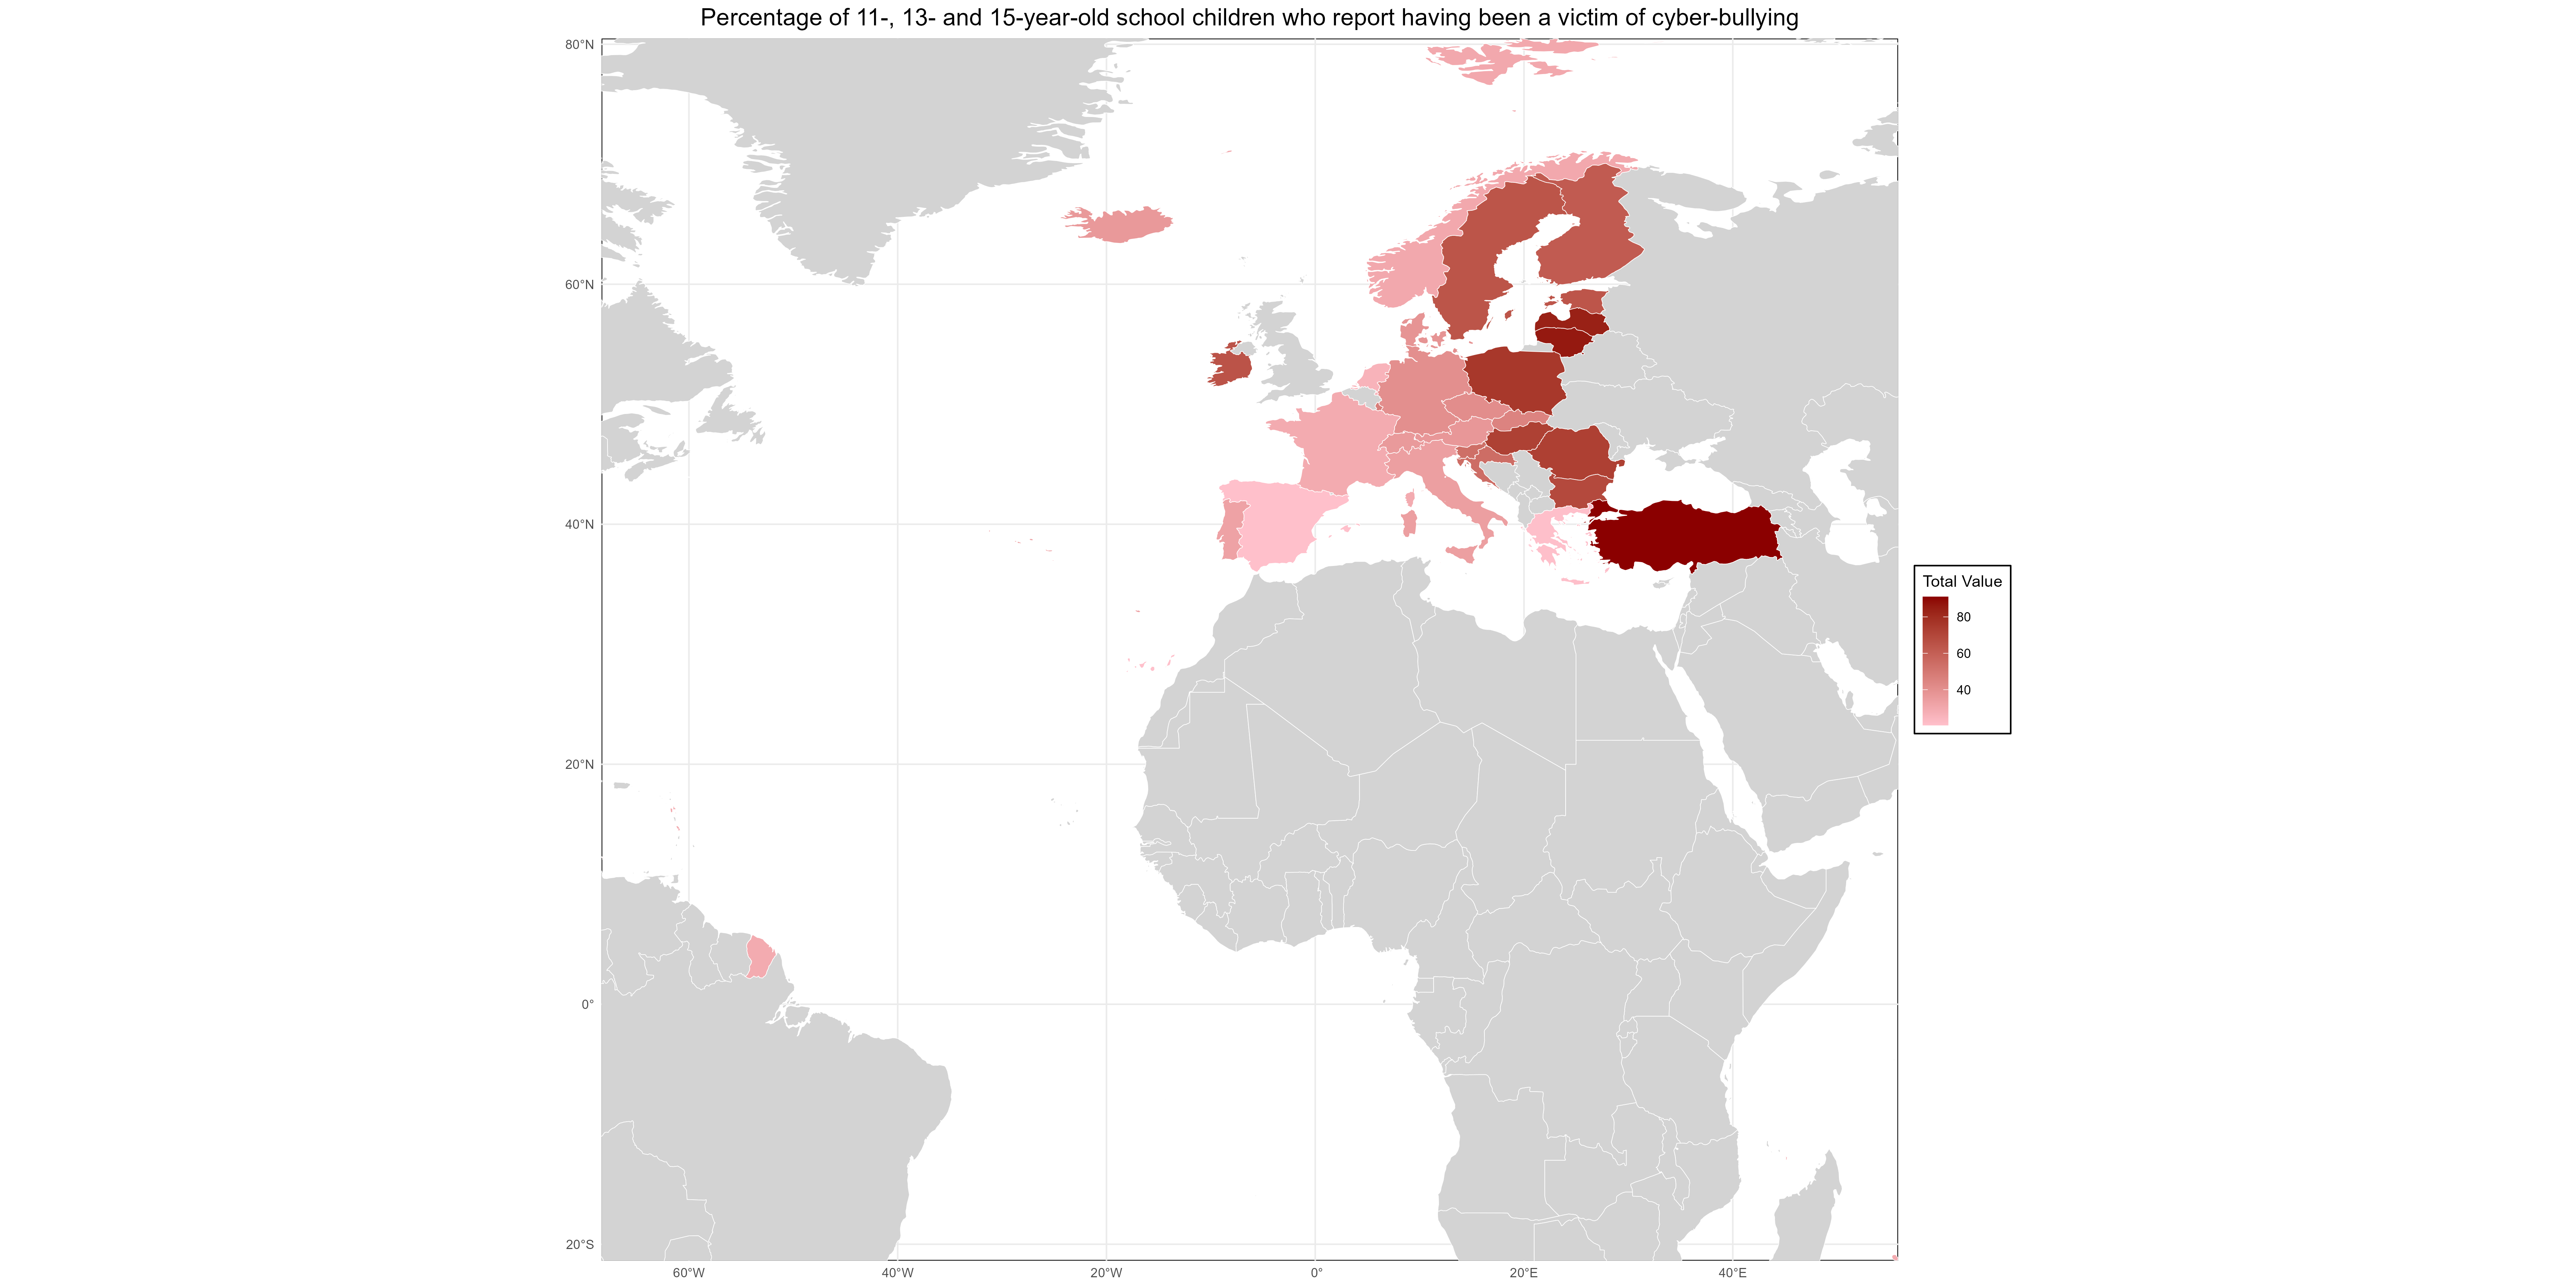 Percentage of 11-, 13- and 15-year-old school children who report having been a victim of cyber-bullying
80°N
60°N
40°N
20°N
0°
20°S
60°W
40°W
20°W
0°
20°E
40°E
Total Value
80
60
40